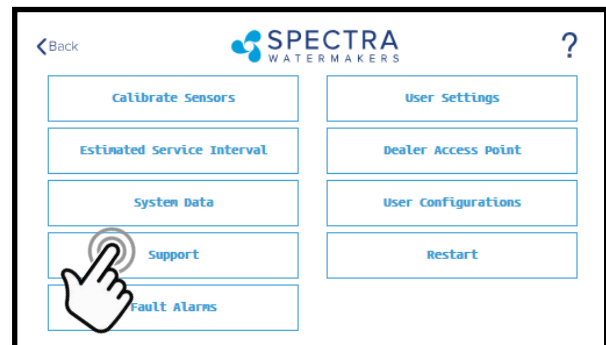 Back
SPECTRA
WATERMAKERS
?
Calibrate Sensors
User Settings
Estimated Service Interval
Dealer Access Point
System Data
User Configurations
Support
Restart
Fault Alarms